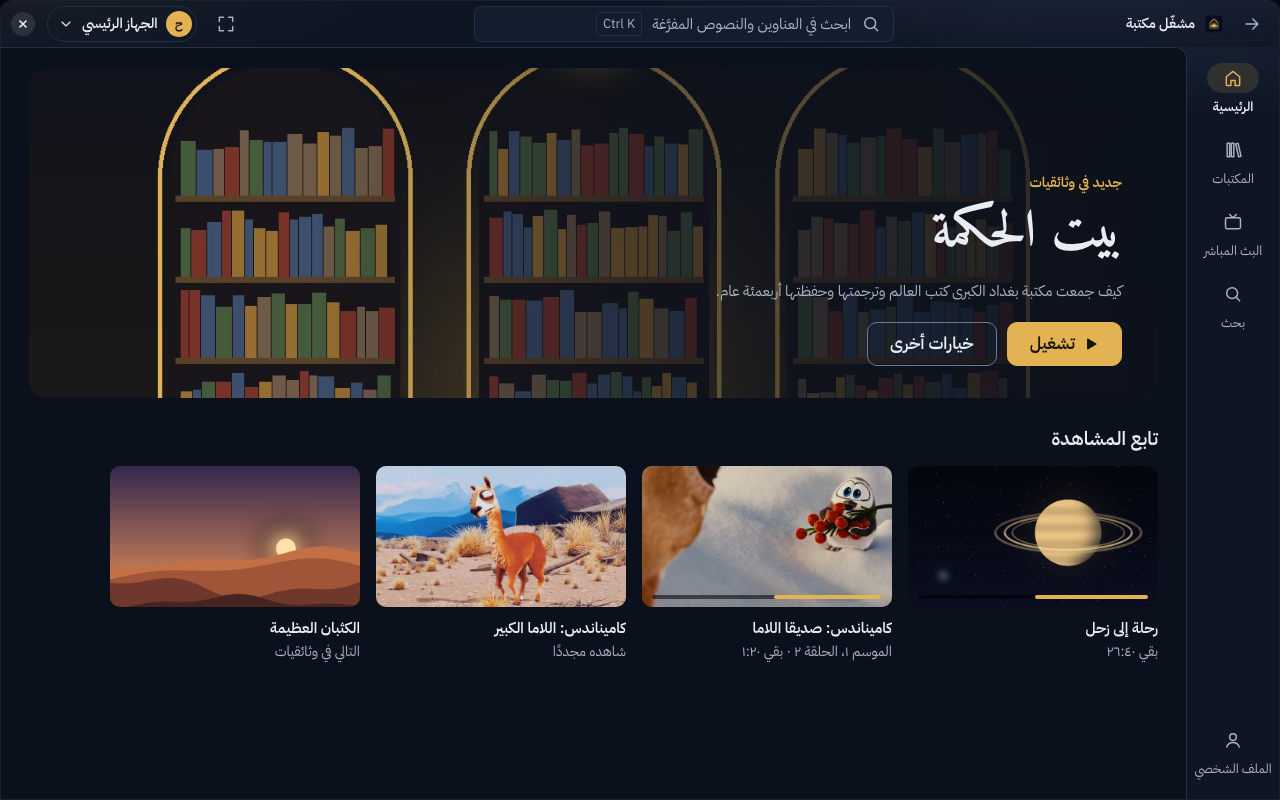 مشغّل مكتبة
ابحث في العناوين والنصوص المفرَّغة
Ctrl K
الجهاز الرئيسي
ح
الرئيسية
المكتبات
البث المباشر
بحث
الملف الشخصي
جديد في وثائقيات
بيت الحكمة
كيف جمعت مكتبة بغداد الكبرى كتب العالم وترجمتها وحفظتها أربعمئة عام.
تشغيل
خيارات أخرى
تابع المشاهدة
رحلة إلى زحل
بقي ٢٦:٤٠
كاميناندس: صديقا اللاما
الموسم ١، الحلقة ٢ · بقي ١:٢٠
كاميناندس: اللاما الكبير
شاهده مجددًا
الكثبان العظيمة
التالي في وثائقيات